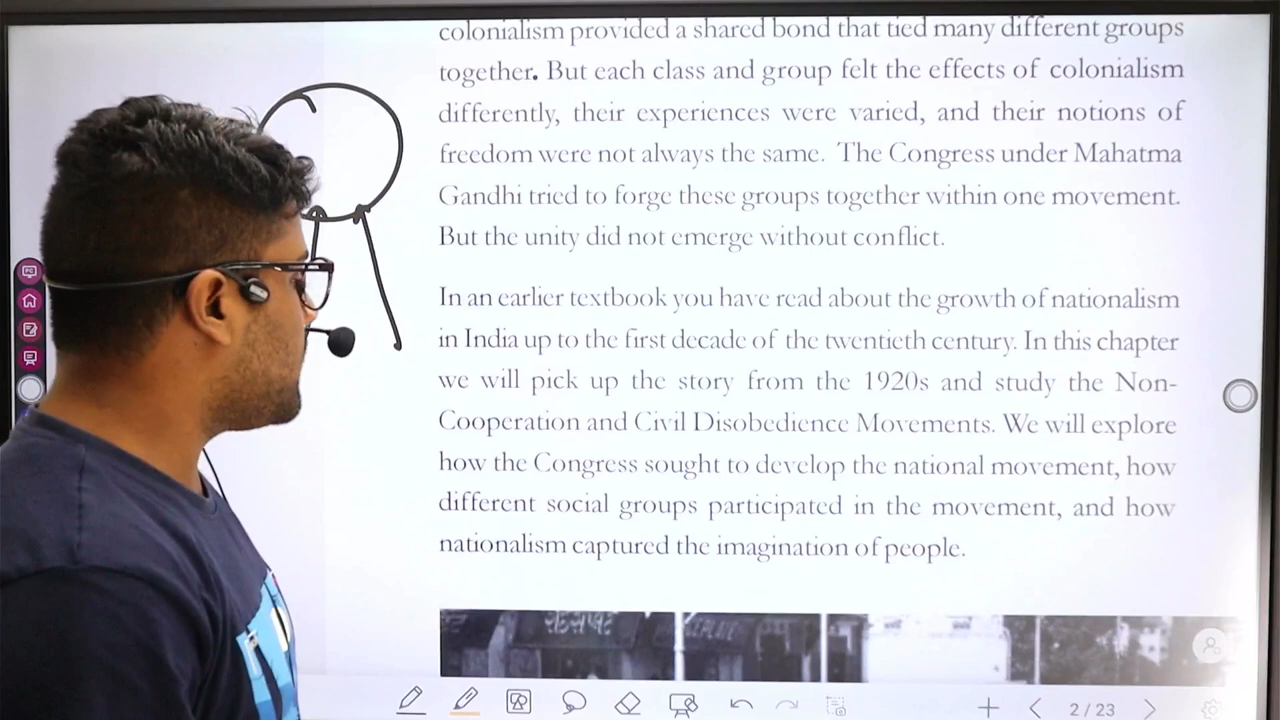 colonialism provided a shared bond that tied many different groups
together. But each class and group felt the effects of colonialism
differently, their experiences were varied, and their notions of
freedom were not always the same. The Congress under Mahatma
Gandhi tried to forge these groups together within one movement.
But the unity did not emerge without conflict.
In an earlier textbook you have read about the growth of nationalism
in India up to the first decade of the twentieth century. In this chapter
we will pick up the story from the 1920s and study the Non-
Cooperation and Civil Disobedience Movements. We will explore
how the Congress sought to develop the national movement, how
different social groups participated in the movement, and how
nationalism captured the imagination of people.
2 / 23